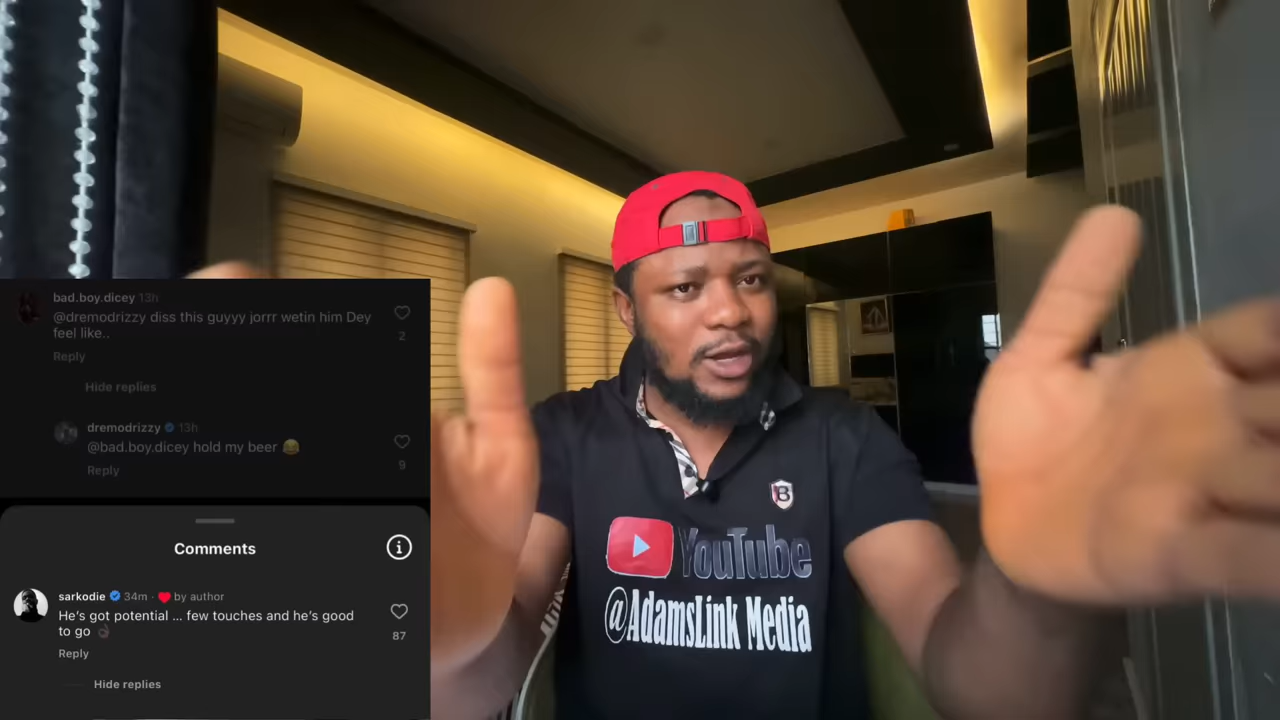 bad.boy.dicey 13h
@dremodrizzy diss this guyyy jorrr wetin him Dey
feel like..
2
Reply
Hide replies
dremodrizzy 13h
@bad.boy.dicey hold my beer 😂
9
Reply
Comments
sarkodie 34m · ❤️ by author
He's got potential ... few touches and he's good
to go 👌🏿
87
Reply
Hide replies
B
YouTube
@AdamsLink Media